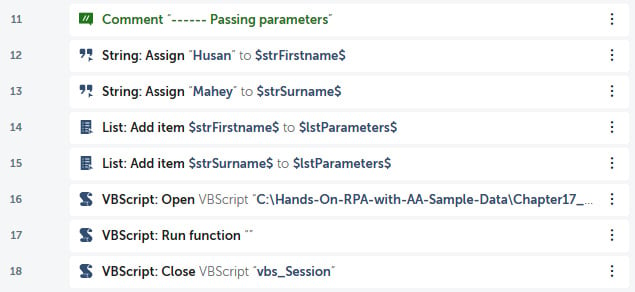 11 Comment "------ Passing parameters"
12 String: Assign "Husan" to $strFirstname$
13 String: Assign "Mahey" to $strSurname$
14 List: Add item $strFirstname$ to $lstParameters$
15 List: Add item $strSurname$ to $lstParameters$
16 VBScript: Open VBScript "C:\Hands-On-RPA-with-AA-Sample-Data\Chapter17_...
17 VBScript: Run function ""
18 VBScript: Close VBScript "vbs_Session"